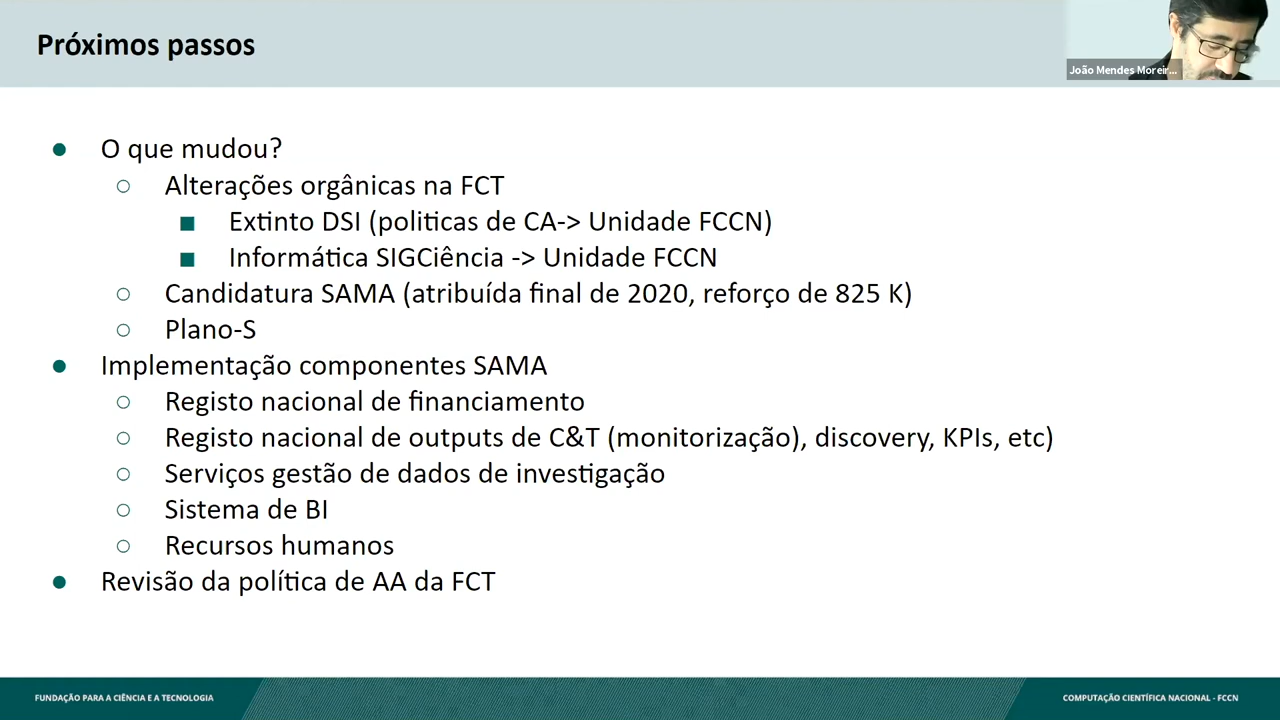 Próximos passos
João Mendes Moreir...
● O que mudou?
○ Alterações orgânicas na FCT
■ Extinto DSI (politicas de CA-> Unidade FCCN)
■ Informática SIGCiência -> Unidade FCCN
○ Candidatura SAMA (atribuída final de 2020, reforço de 825 K)
○ Plano-S
● Implementação componentes SAMA
○ Registo nacional de financiamento
○ Registo nacional de outputs de C&T (monitorização), discovery, KPIs, etc)
○ Serviços gestão de dados de investigação
○ Sistema de BI
○ Recursos humanos
● Revisão da política de AA da FCT
FUNDAÇÃO PARA A CIÊNCIA E A TECNOLOGIA
COMPUTAÇÃO CIENTÍFICA NACIONAL - FCCN